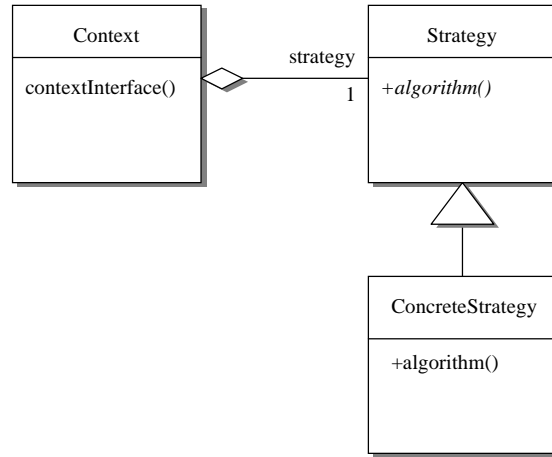 Context
contextInterface()
strategy
1
Strategy
+algorithm()
ConcreteStrategy
+algorithm()